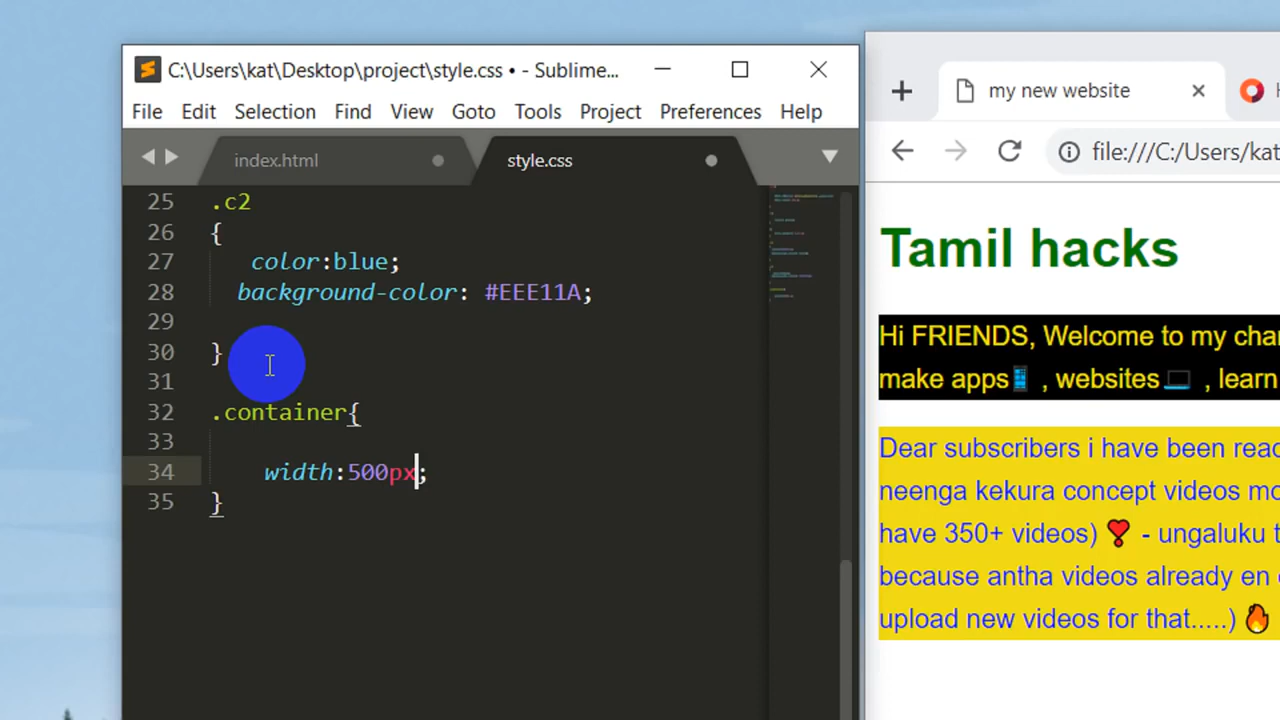 C:\Users\kat\Desktop\project\style.css • - Sublime...
File Edit Selection Find View Goto Tools Project Preferences Help
index.html
style.css
25 .c2
26 {
27 color:blue;
28 background-color: #EEE11A;
29
30 }
31
32 .container{
33
34 width:500px;
35 }
my new website
file:///C:/Users/kat
Tamil hacks
Hi FRIENDS, Welcome to my
make apps📱 , websites💻 , learn
Dear subscribers i have been
neenga kekura concept videos
have 350+ videos) ❣ - ungaluku
because antha videos already en
upload new videos for that.....) 🔥